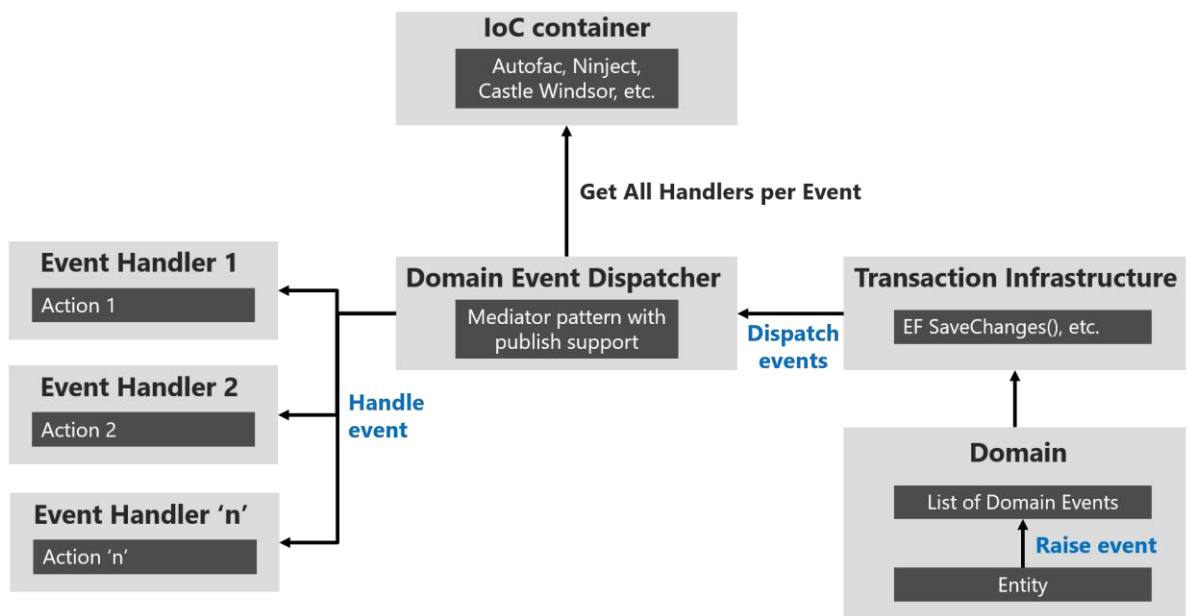 IoC container
Autofac, Ninject,
Castle Windsor, etc.
Get All Handlers per Event
Event Handler 1
Action 1
Event Handler 2
Action 2
Event Handler ‘n’
Action ‘n’
Handle
event
Domain Event Dispatcher
Mediator pattern with
publish support
Dispatch
events
Transaction Infrastructure
EF SaveChanges(), etc.
Domain
List of Domain Events
Raise event
Entity